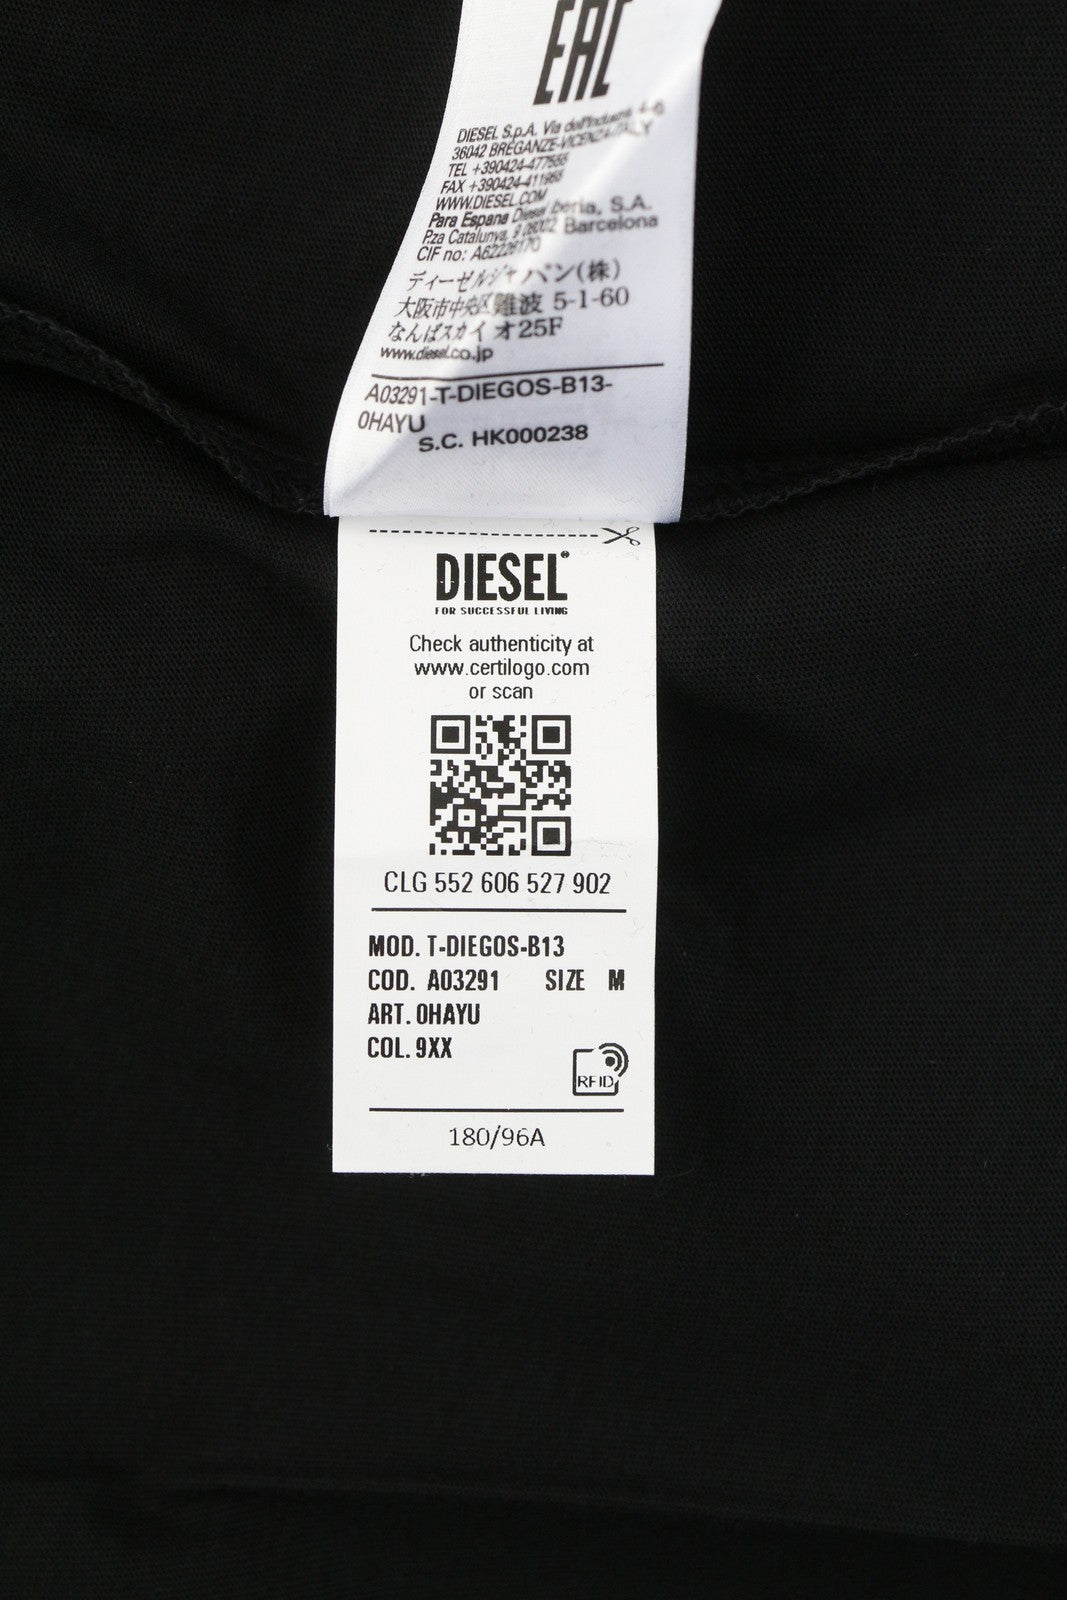 EAC
DIESEL S.p.A. Via dell'Industria 4-6
36042 BREGANZE-VICENZA-ITALY
TEL +390424-477555
FAX +390424-411955
WWW.DIESEL.COM
Para Espana Diesel Iberia, S.A.
Pza Catalunya, 9 08002 Barcelona
CIF no: A62226170
ディーゼルジャパン(株)
大阪市中央区難波 5-1-60
なんばスカイオ25F
www.diesel.co.jp
A03291-T-DIEGOS-B13-
0HAYU
S.C. HK000238
DIESEL®
FOR SUCCESSFUL LIVING
Check authenticity at
www.certilogo.com
or scan
CLG 552 606 527 902
MOD. T-DIEGOS-B13
COD. A03291 SIZE M
ART. 0HAYU
COL. 9XX
RFID
180/96A